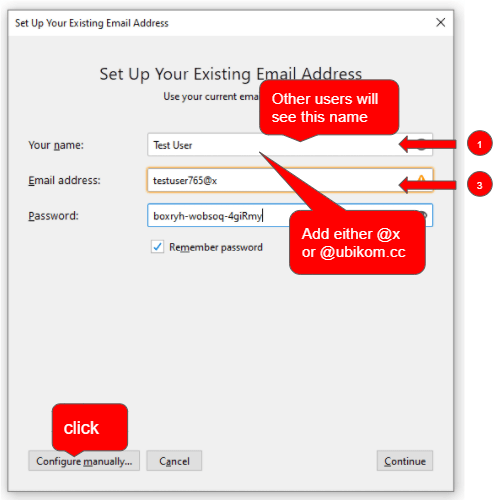 Set Up Your Existing Email Address
Set Up Your Existing Email Address
Use your current emai
Other users will
see this name
Your name:
Test User
1
Email address:
testuser765@x
3
Password:
boxryh-wobsoq-4giRmy
Add either @x
or @ubikom.cc
Remember password
click
Configure manually...
Cancel
Continue